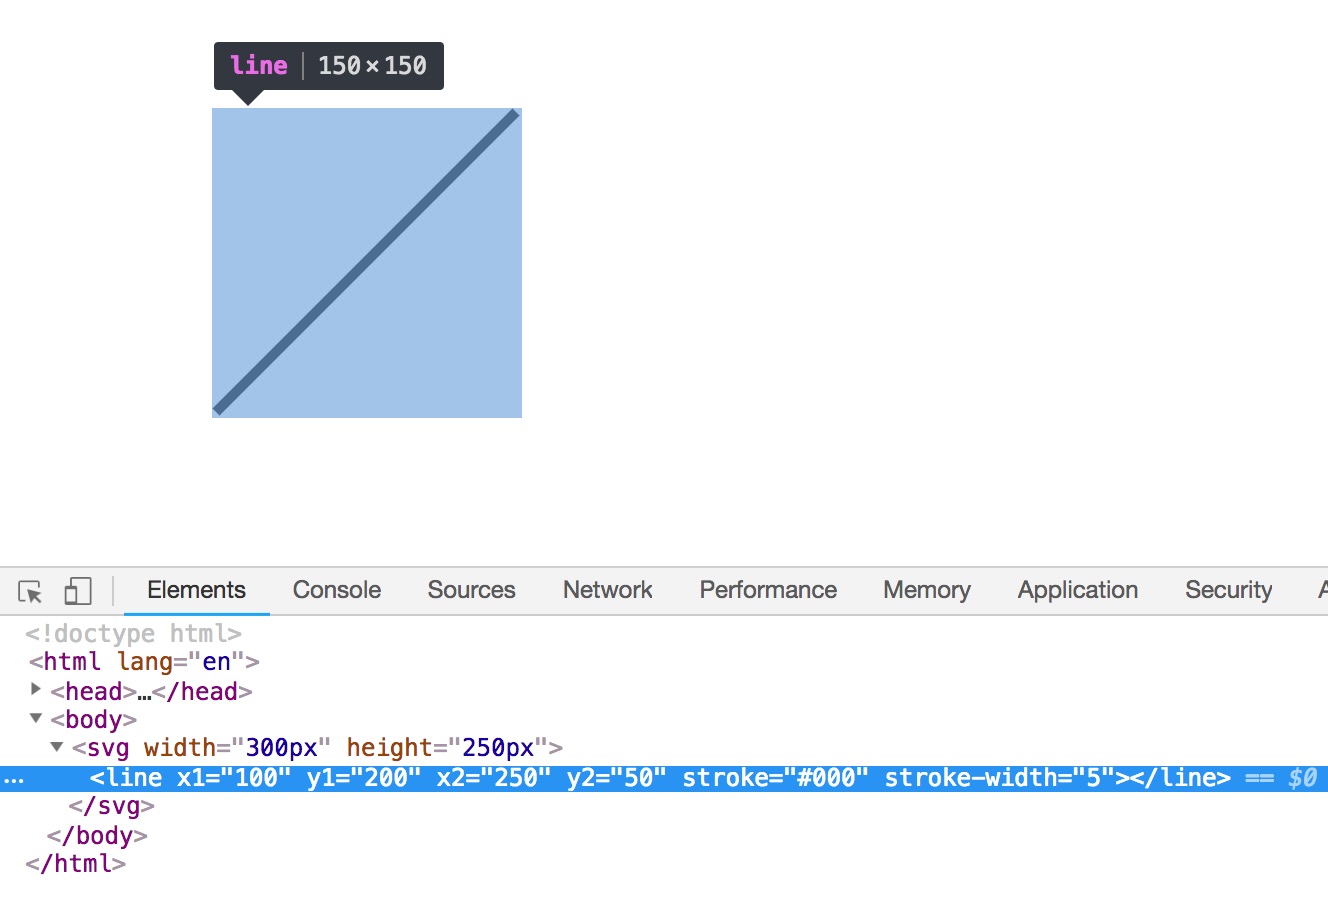 line 150×150
Elements Console Sources Network Performance Memory Application Security
<!doctype html>
<html lang="en">
<head>…</head>
<body>
<svg width="300px" height="250px">
… <line x1="100" y1="200" x2="250" y2="50" stroke="#000" stroke-width="5"></line> == $0
</svg>
</body>
</html>